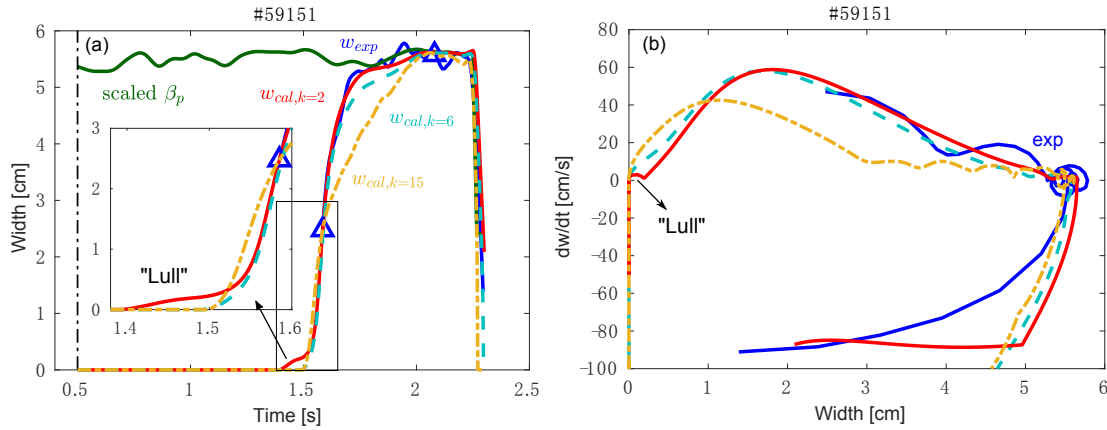 #59151
(a)
6
5
4
3
2
1
0
Width [cm]
w_exp
scaled β_p
w_cal,k=2
w_cal,k=6
w_cal,k=15
3
2
1
0
"Lull"
1.4 1.5 1.6
0.5 1 1.5 2 2.5
Time [s]
#59151
(b)
80
60
40
20
0
-20
-40
-60
-80
-100
dw/dt [cm/s]
exp
"Lull"
0 1 2 3 4 5 6
Width [cm]